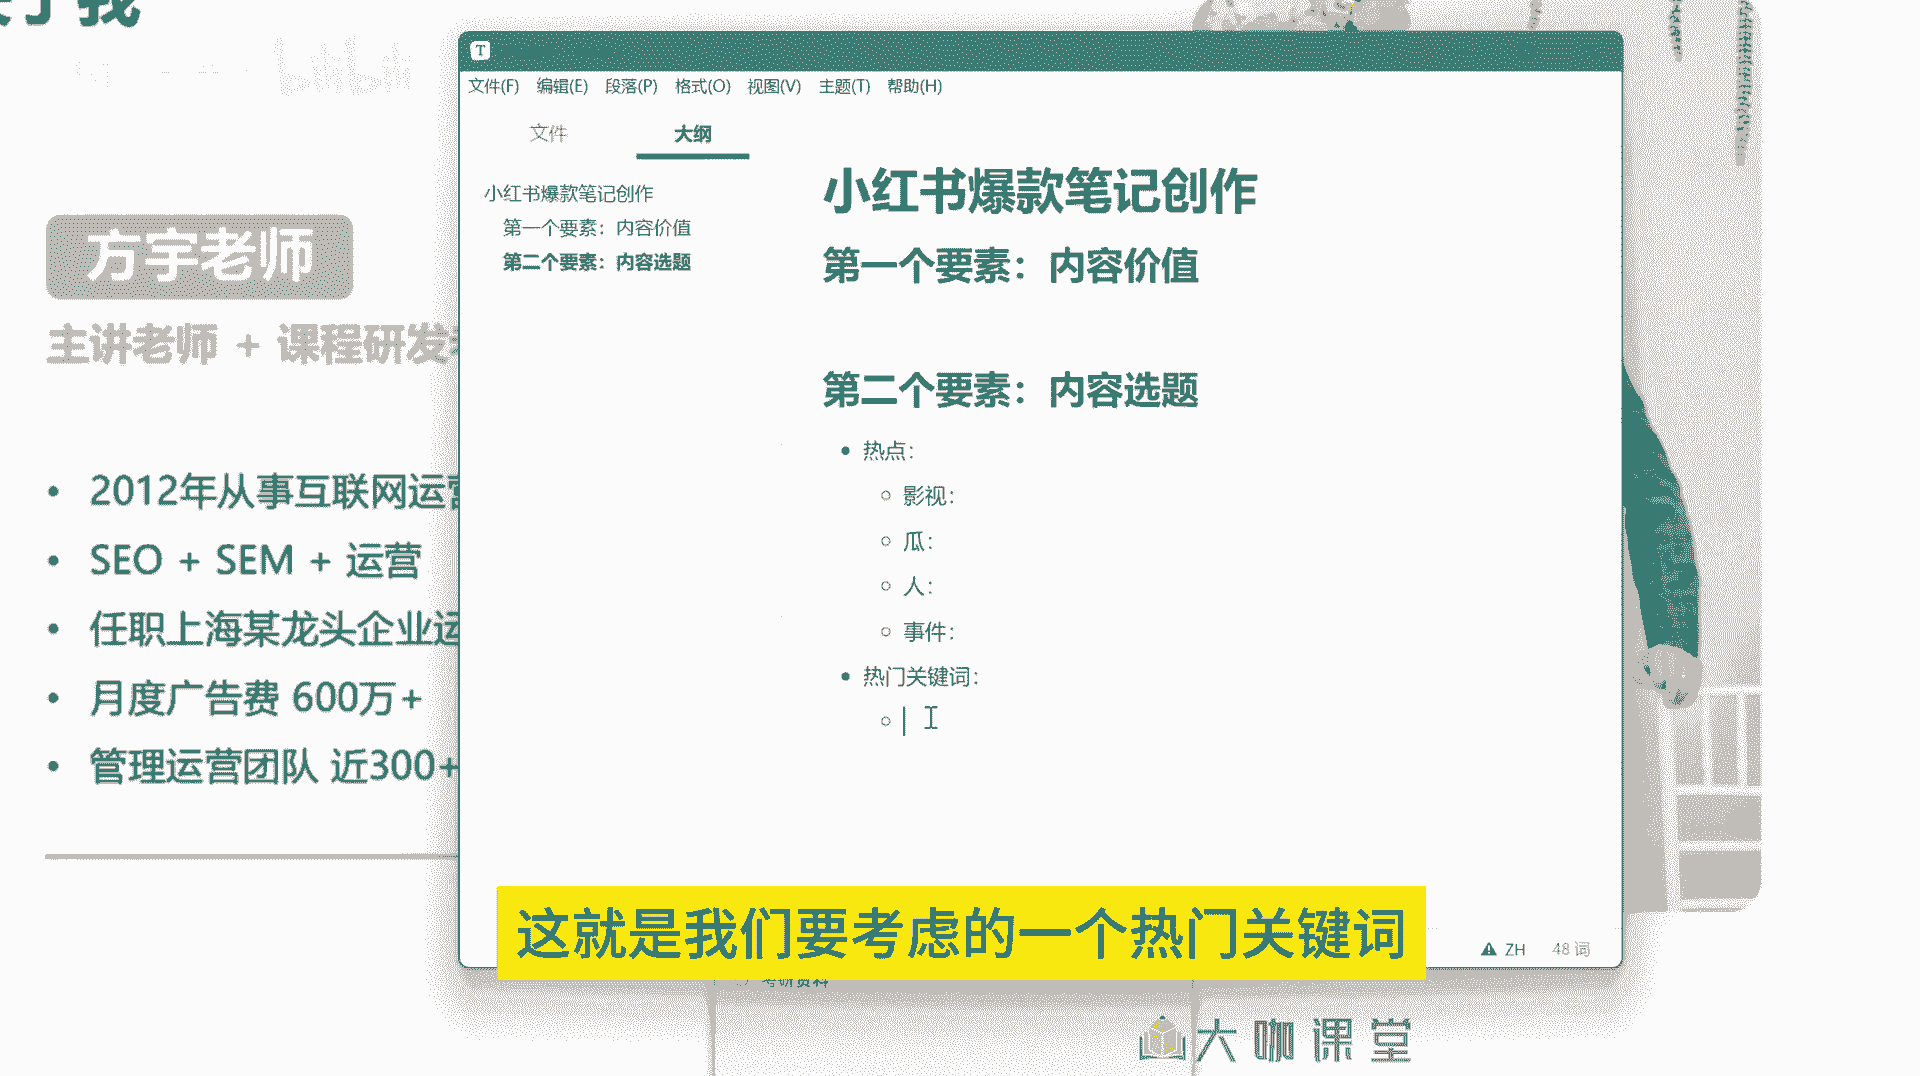 我
bilibili
方宇老师
主讲老师 + 课程研发
2012年从事互联网运营
SEO + SEM + 运营
任职上海某龙头企业运
月度广告费 600万+
管理运营团队 近300+
T
文件(F) 编辑(E) 段落(P) 格式(O) 视图(V) 主题(T) 帮助(H)
文件 大纲
小红书爆款笔记创作
第一个要素：内容价值
第二个要素：内容选题
小红书爆款笔记创作
第一个要素：内容价值
第二个要素：内容选题
热点：
影视：
瓜：
人：
事件：
热门关键词：
这就是我们要考虑的一个热门关键词
ZH 48 词
考研资料
大咖课堂